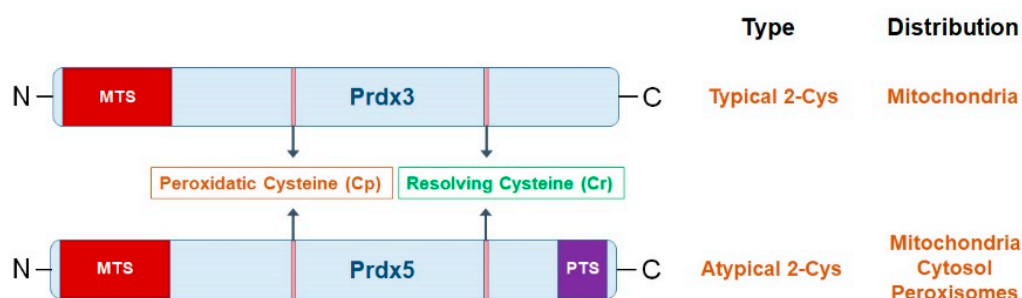 Type Distribution
N MTS Prdx3 C Typical 2-Cys Mitochondria
Peroxidatic Cysteine (Cp) Resolving Cysteine (Cr)
Mitochondria
N MTS Prdx5 PTS C Atypical 2-Cys Cytosol
Peroxisomes